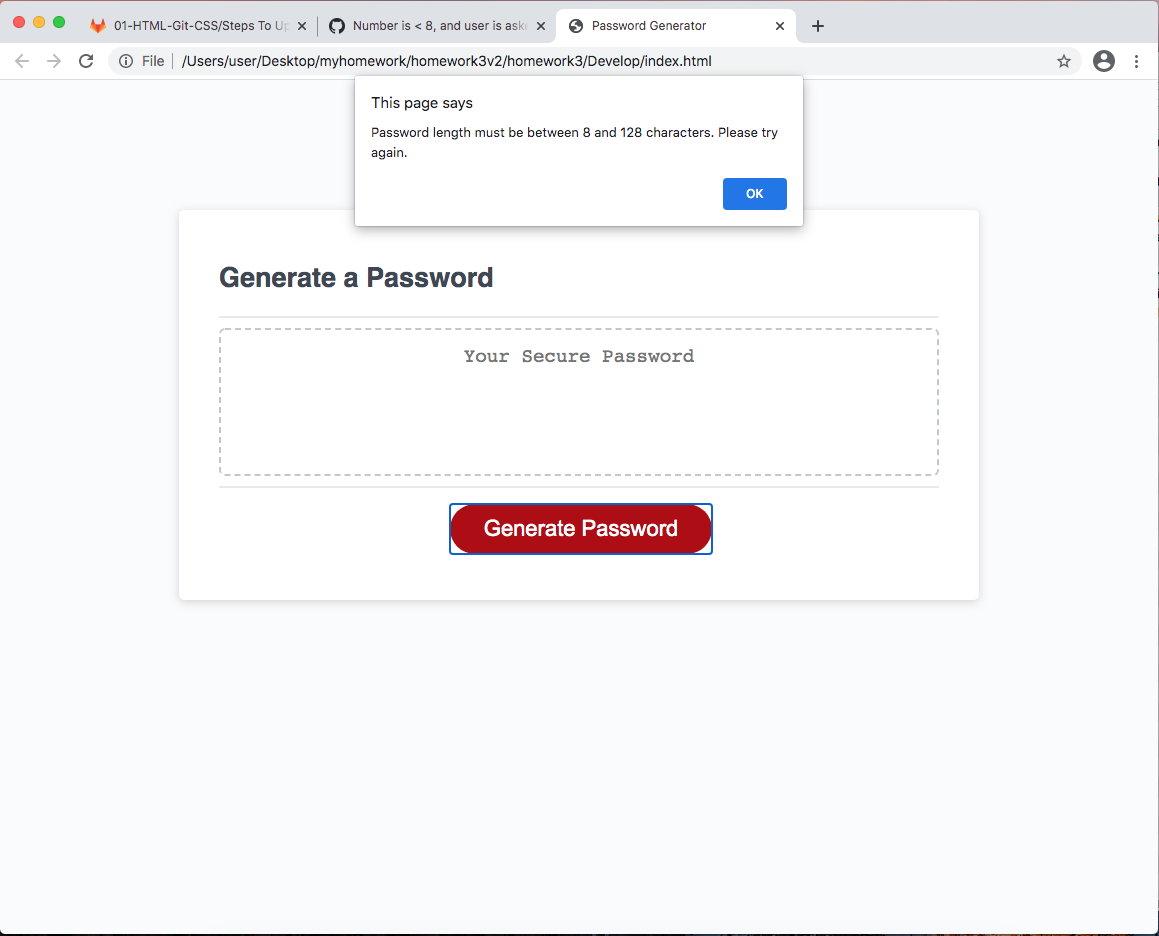 01-HTML-Git-CSS/Steps To Up
Number is < 8, and user is aske
Password Generator
File
/Users/user/Desktop/myhomework/homework3v2/homework3/Develop/index.html
This page says
Password length must be between 8 and 128 characters. Please try
again.
OK
Generate a Password
Your Secure Password
Generate Password